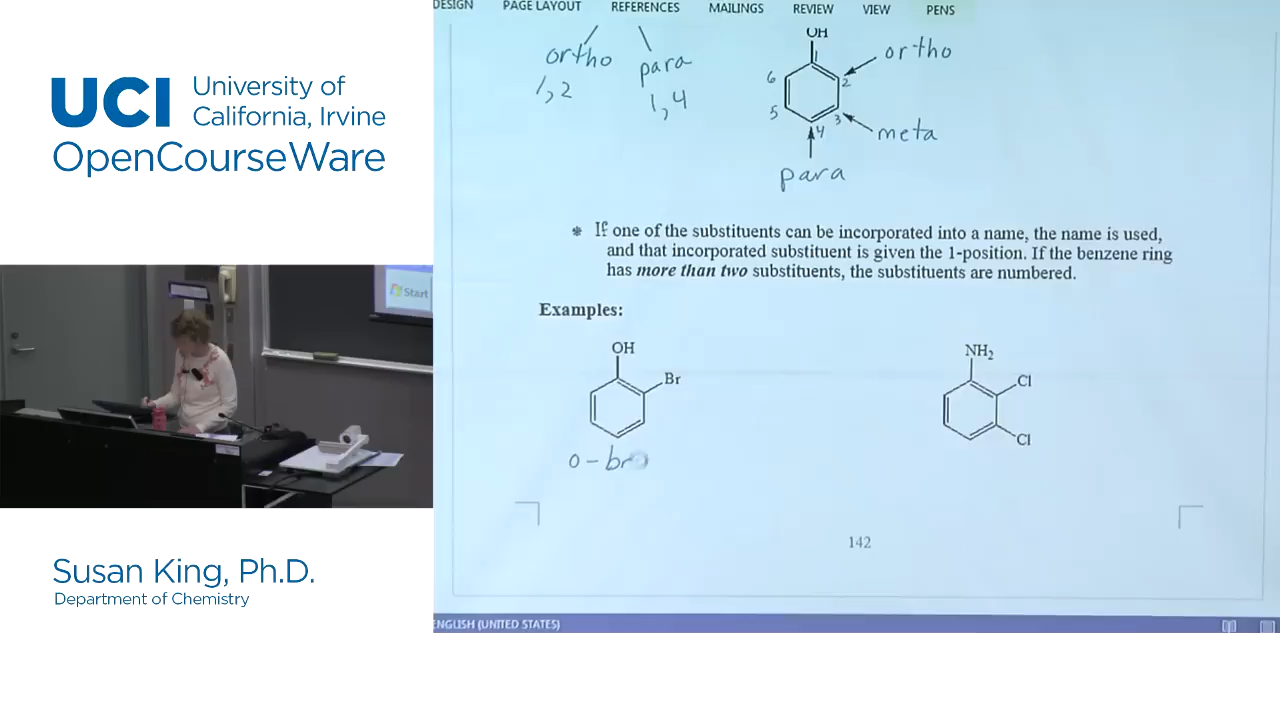 UCI University of
California, Irvine
OpenCourseWare
DESIGN PAGE LAYOUT REFERENCES MAILINGS REVIEW VIEW PENS
ortho para
1,2 1,4
OH
6 2
5 3
4
ortho
meta
para
* If one of the substituents can be incorporated into a name, the name is used,
and that incorporated substituent is given the 1-position. If the benzene ring
has more than two substituents, the substituents are numbered.
Examples:
OH
Br
o-bro
NH2
Cl
Cl
142
ENGLISH (UNITED STATES)
Start
Susan King, Ph.D.
Department of Chemistry